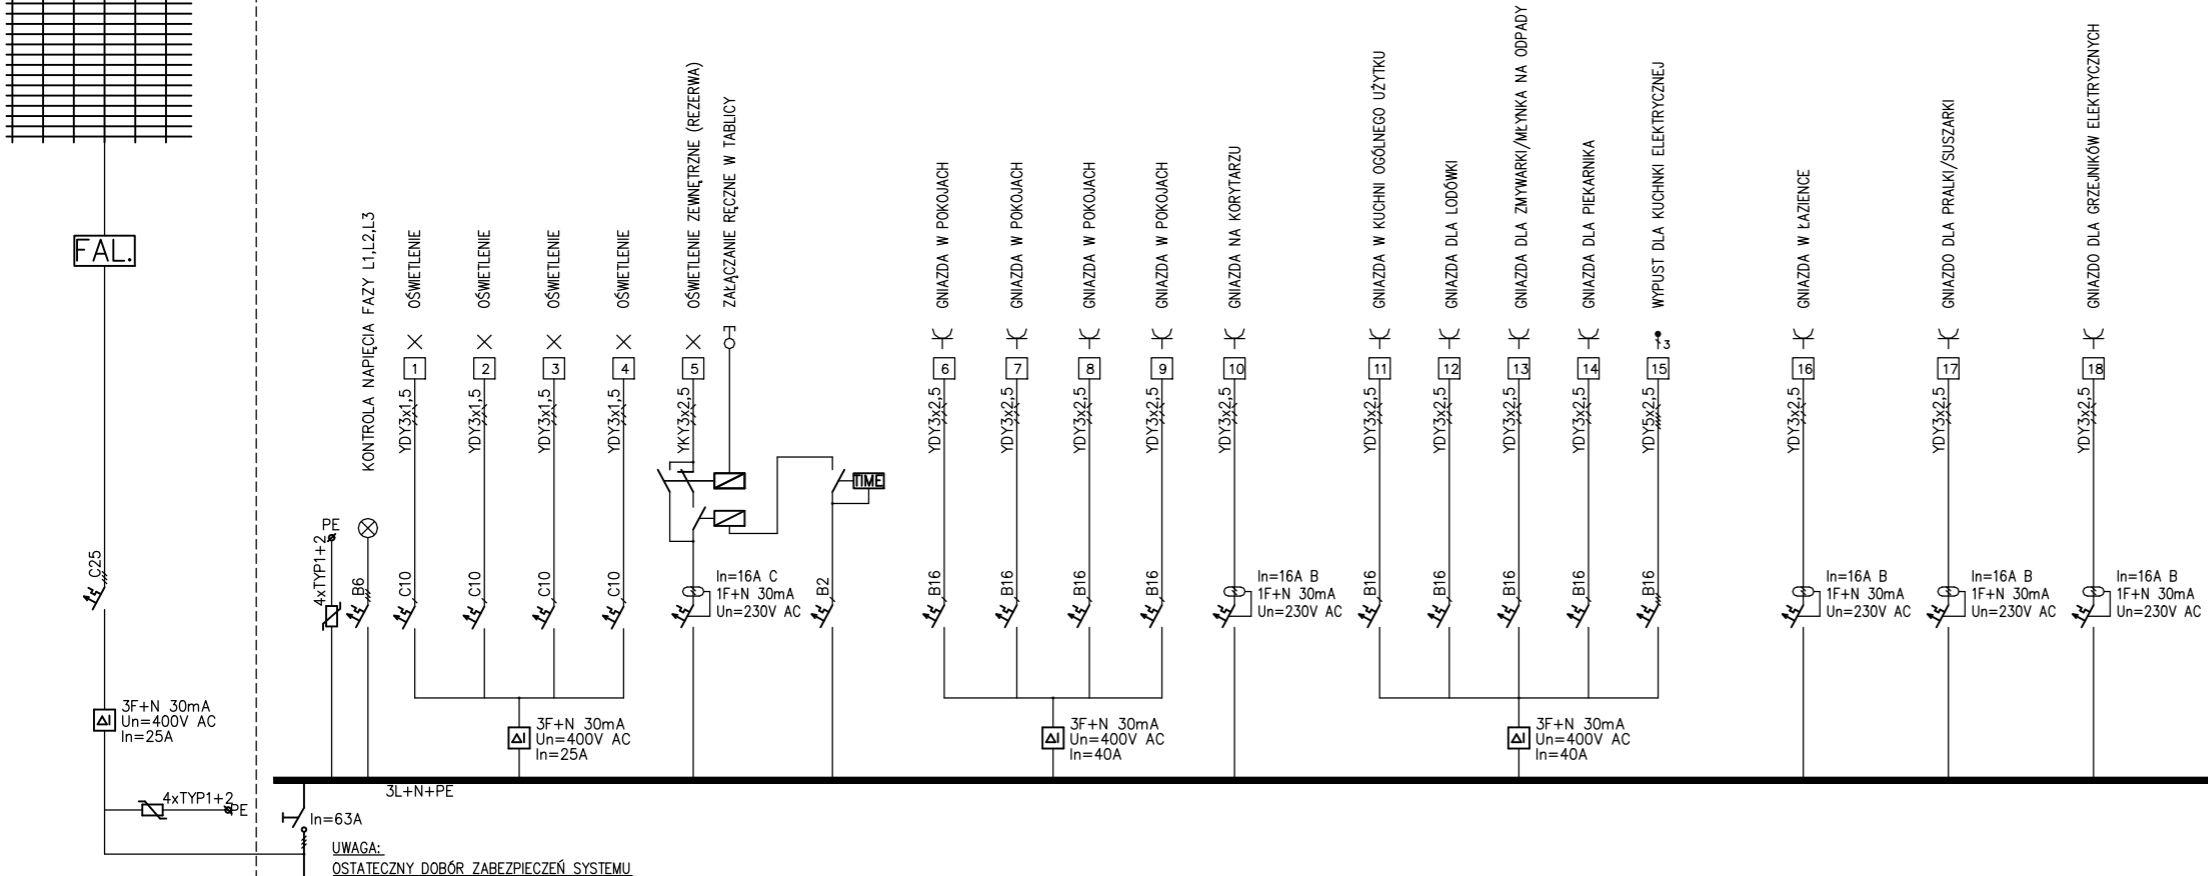 FAL.
C25
3F+N 30mA
Un=400V AC
In=25A
4xTYP1+2
PE
PE
4xTYP1+2
KONTROLA NAPIĘCIA FAZY L1,L2,L3
B6
OŚWIETLENIE
1
YDY3x1,5
C10
OŚWIETLENIE
2
YDY3x1,5
C10
OŚWIETLENIE
3
YDY3x1,5
C10
OŚWIETLENIE
4
YDY3x1,5
C10
3F+N 30mA
Un=400V AC
In=25A
OŚWIETLENIE ZEWNĘTRZNE (REZERWA)
5
YKY3x2,5
ZAŁĄCZANIE RĘCZNE W TABLICY
In=16A C
1F+N 30mA
Un=230V AC
TIME
B2
GNIAZDA W POKOJACH
6
YDY3x2,5
B16
GNIAZDA W POKOJACH
7
YDY3x2,5
B16
GNIAZDA W POKOJACH
8
YDY3x2,5
B16
GNIAZDA W POKOJACH
9
YDY3x2,5
B16
3F+N 30mA
Un=400V AC
In=40A
GNIAZDA NA KORYTARZU
10
YDY3x2,5
In=16A B
1F+N 30mA
Un=230V AC
GNIAZDA W KUCHNI OGÓLNEGO UŻYTKU
11
YDY3x2,5
B16
GNIAZDO DLA LODÓWKI
12
YDY3x2,5
B16
GNIAZDO DLA ZMYWARKI/MŁYNKA NA ODPADY
13
YDY3x2,5
B16
GNIAZDO DLA PIEKARNIKA
14
YDY3x2,5
B16
WYPUST DLA KUCHNKI ELEKTRYCZNEJ
3
15
YDY5x2,5
B16
3F+N 30mA
Un=400V AC
In=40A
GNIAZDA W ŁAZIENCE
16
YDY3x2,5
In=16A B
1F+N 30mA
Un=230V AC
GNIAZDO DLA PRALKI/SUSZARKI
17
YDY3x2,5
In=16A B
1F+N 30mA
Un=230V AC
GNIAZDO DLA GRZEJNIKÓW ELEKTRYCZNYCH
18
YDY3x2,5
In=16A B
1F+N 30mA
Un=230V AC
3L+N+PE
In=63A
UWAGA:
OSTATECZNY DOBÓR ZABEZPIECZEŃ SYSTEMU